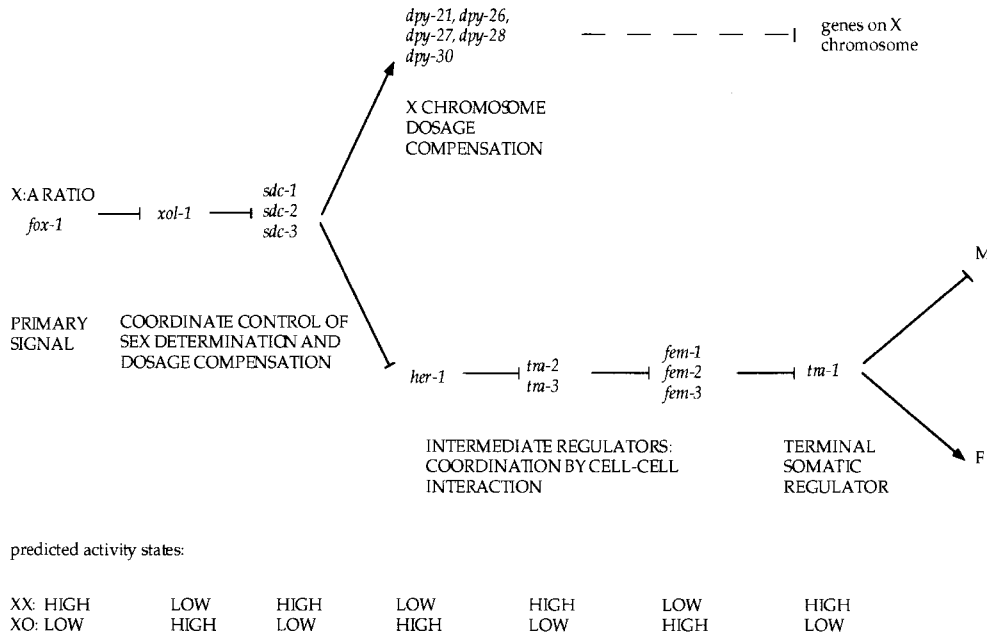 dpy-21, dpy-26,
dpy-27, dpy-28
dpy-30
genes on X
chromosome
X CHROMOSOME
DOSAGE
COMPENSATION
X:A RATIO
fox-1
xol-1
sdc-1
sdc-2
sdc-3
M
PRIMARY
SIGNAL
COORDINATE CONTROL OF
SEX DETERMINATION AND
DOSAGE COMPENSATION
her-1
tra-2
tra-3
fem-1
fem-2
fem-3
tra-1
F
INTERMEDIATE REGULATORS:
COORDINATION BY CELL-CELL
INTERACTION
TERMINAL
SOMATIC
REGULATOR
predicted activity states:
XX: HIGH LOW HIGH LOW HIGH LOW HIGH
XO: LOW HIGH LOW HIGH LOW HIGH LOW